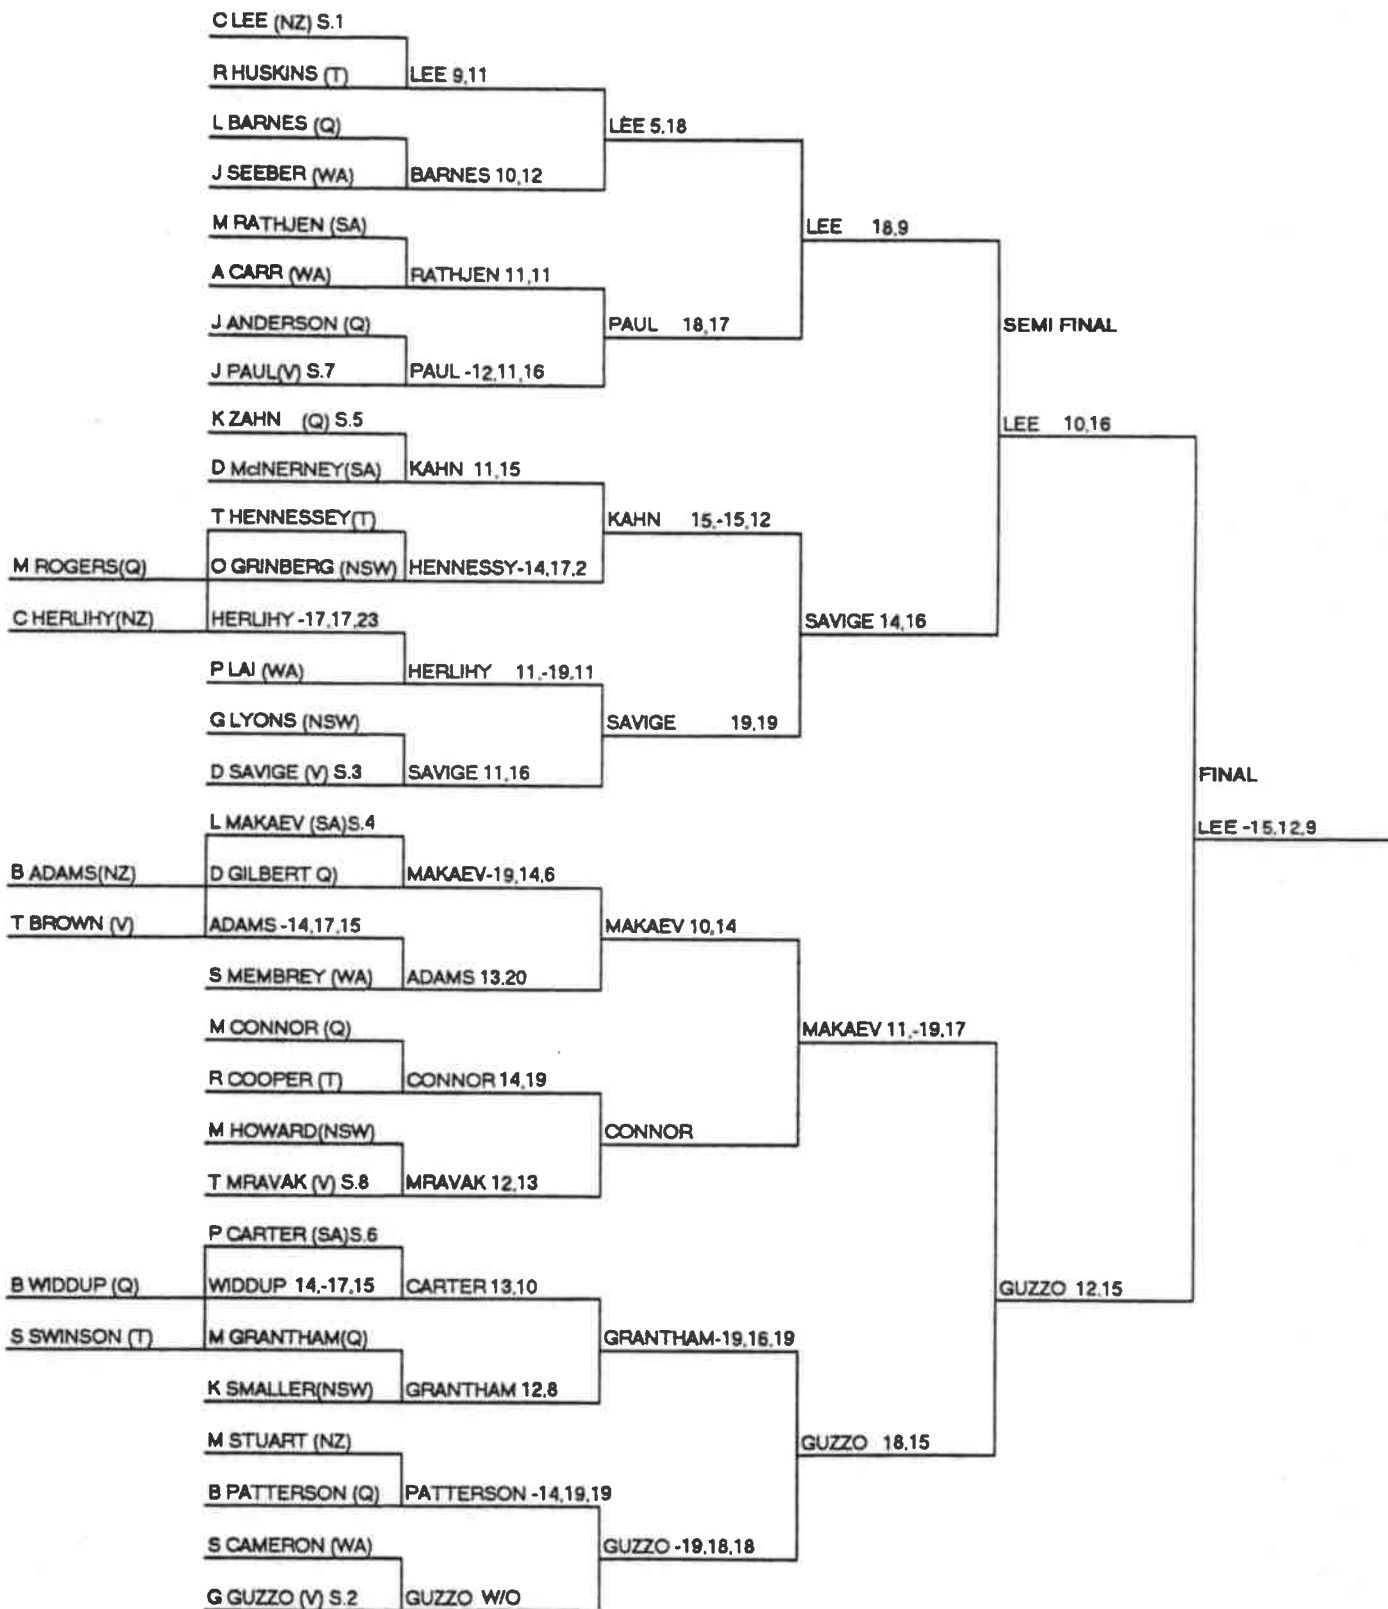 C LEE (NZ) S.1
R HUSKINS (T)
LEE 9,11
L BARNES (Q)
LEE 5,18
J SEEBER (WA)
BARNES 10,12
M RATHJEN (SA)
LEE 18,9
A CARR (WA)
RATHJEN 11,11
J ANDERSON (Q)
PAUL 18,17
SEMI FINAL
J PAUL(V) S.7
PAUL -12,11,16
K ZAHN (Q) S.5
LEE 10,16
D McINERNEY(SA)
KAHN 11,15
T HENNESSEY(T)
KAHN 15,-15,12
M ROGERS(Q)
O GRINBERG (NSW)
HENNESSY-14,17,2
C HERLIHY(NZ)
HERLIHY -17,17,23
SAVIGE 14,16
P LAI (WA)
HERLIHY 11,-19,11
G LYONS (NSW)
SAVIGE 19,19
D SAVIGE (V) S.3
SAVIGE 11,16
FINAL
L MAKAEV (SA)S.4
LEE -15,12,9
B ADAMS(NZ)
D GILBERT Q)
MAKAEV-19,14,6
T BROWN (V)
ADAMS -14,17,15
MAKAEV 10,14
S MEMBREY (WA)
ADAMS 13,20
M CONNOR (Q)
MAKAEV 11,-19,17
R COOPER (T)
CONNOR 14,19
M HOWARD(NSW)
CONNOR
T MRAVAK (V) S.8
MRAVAK 12,13
P CARTER (SA)S.6
B WIDDUP (Q)
WIDDUP 14,-17,15
CARTER 13,10
GUZZO 12,15
S SWINSON (T)
M GRANTHAM(Q)
GRANTHAM-19,16,19
K SMALLER(NSW)
GRANTHAM 12,8
M STUART (NZ)
GUZZO 18,15
B PATTERSON (Q)
PATTERSON -14,19,19
S CAMERON (WA)
GUZZO -19,18,18
G GUZZO (V) S.2
GUZZO W/O